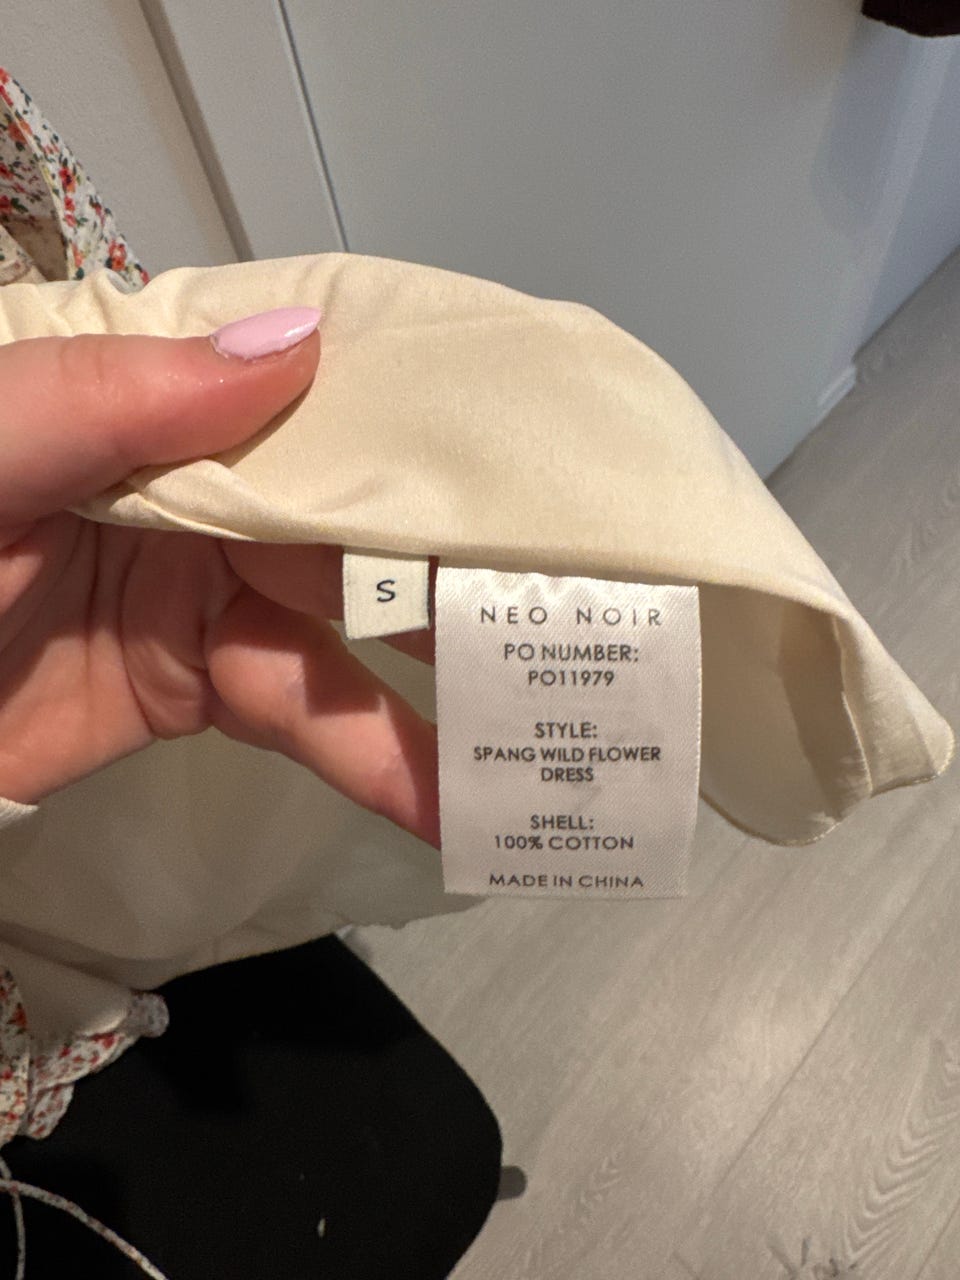 S
NEO NOIR
PO NUMBER:
PO11979
STYLE:
SPANG WILD FLOWER
DRESS
SHELL:
100% COTTON
MADE IN CHINA